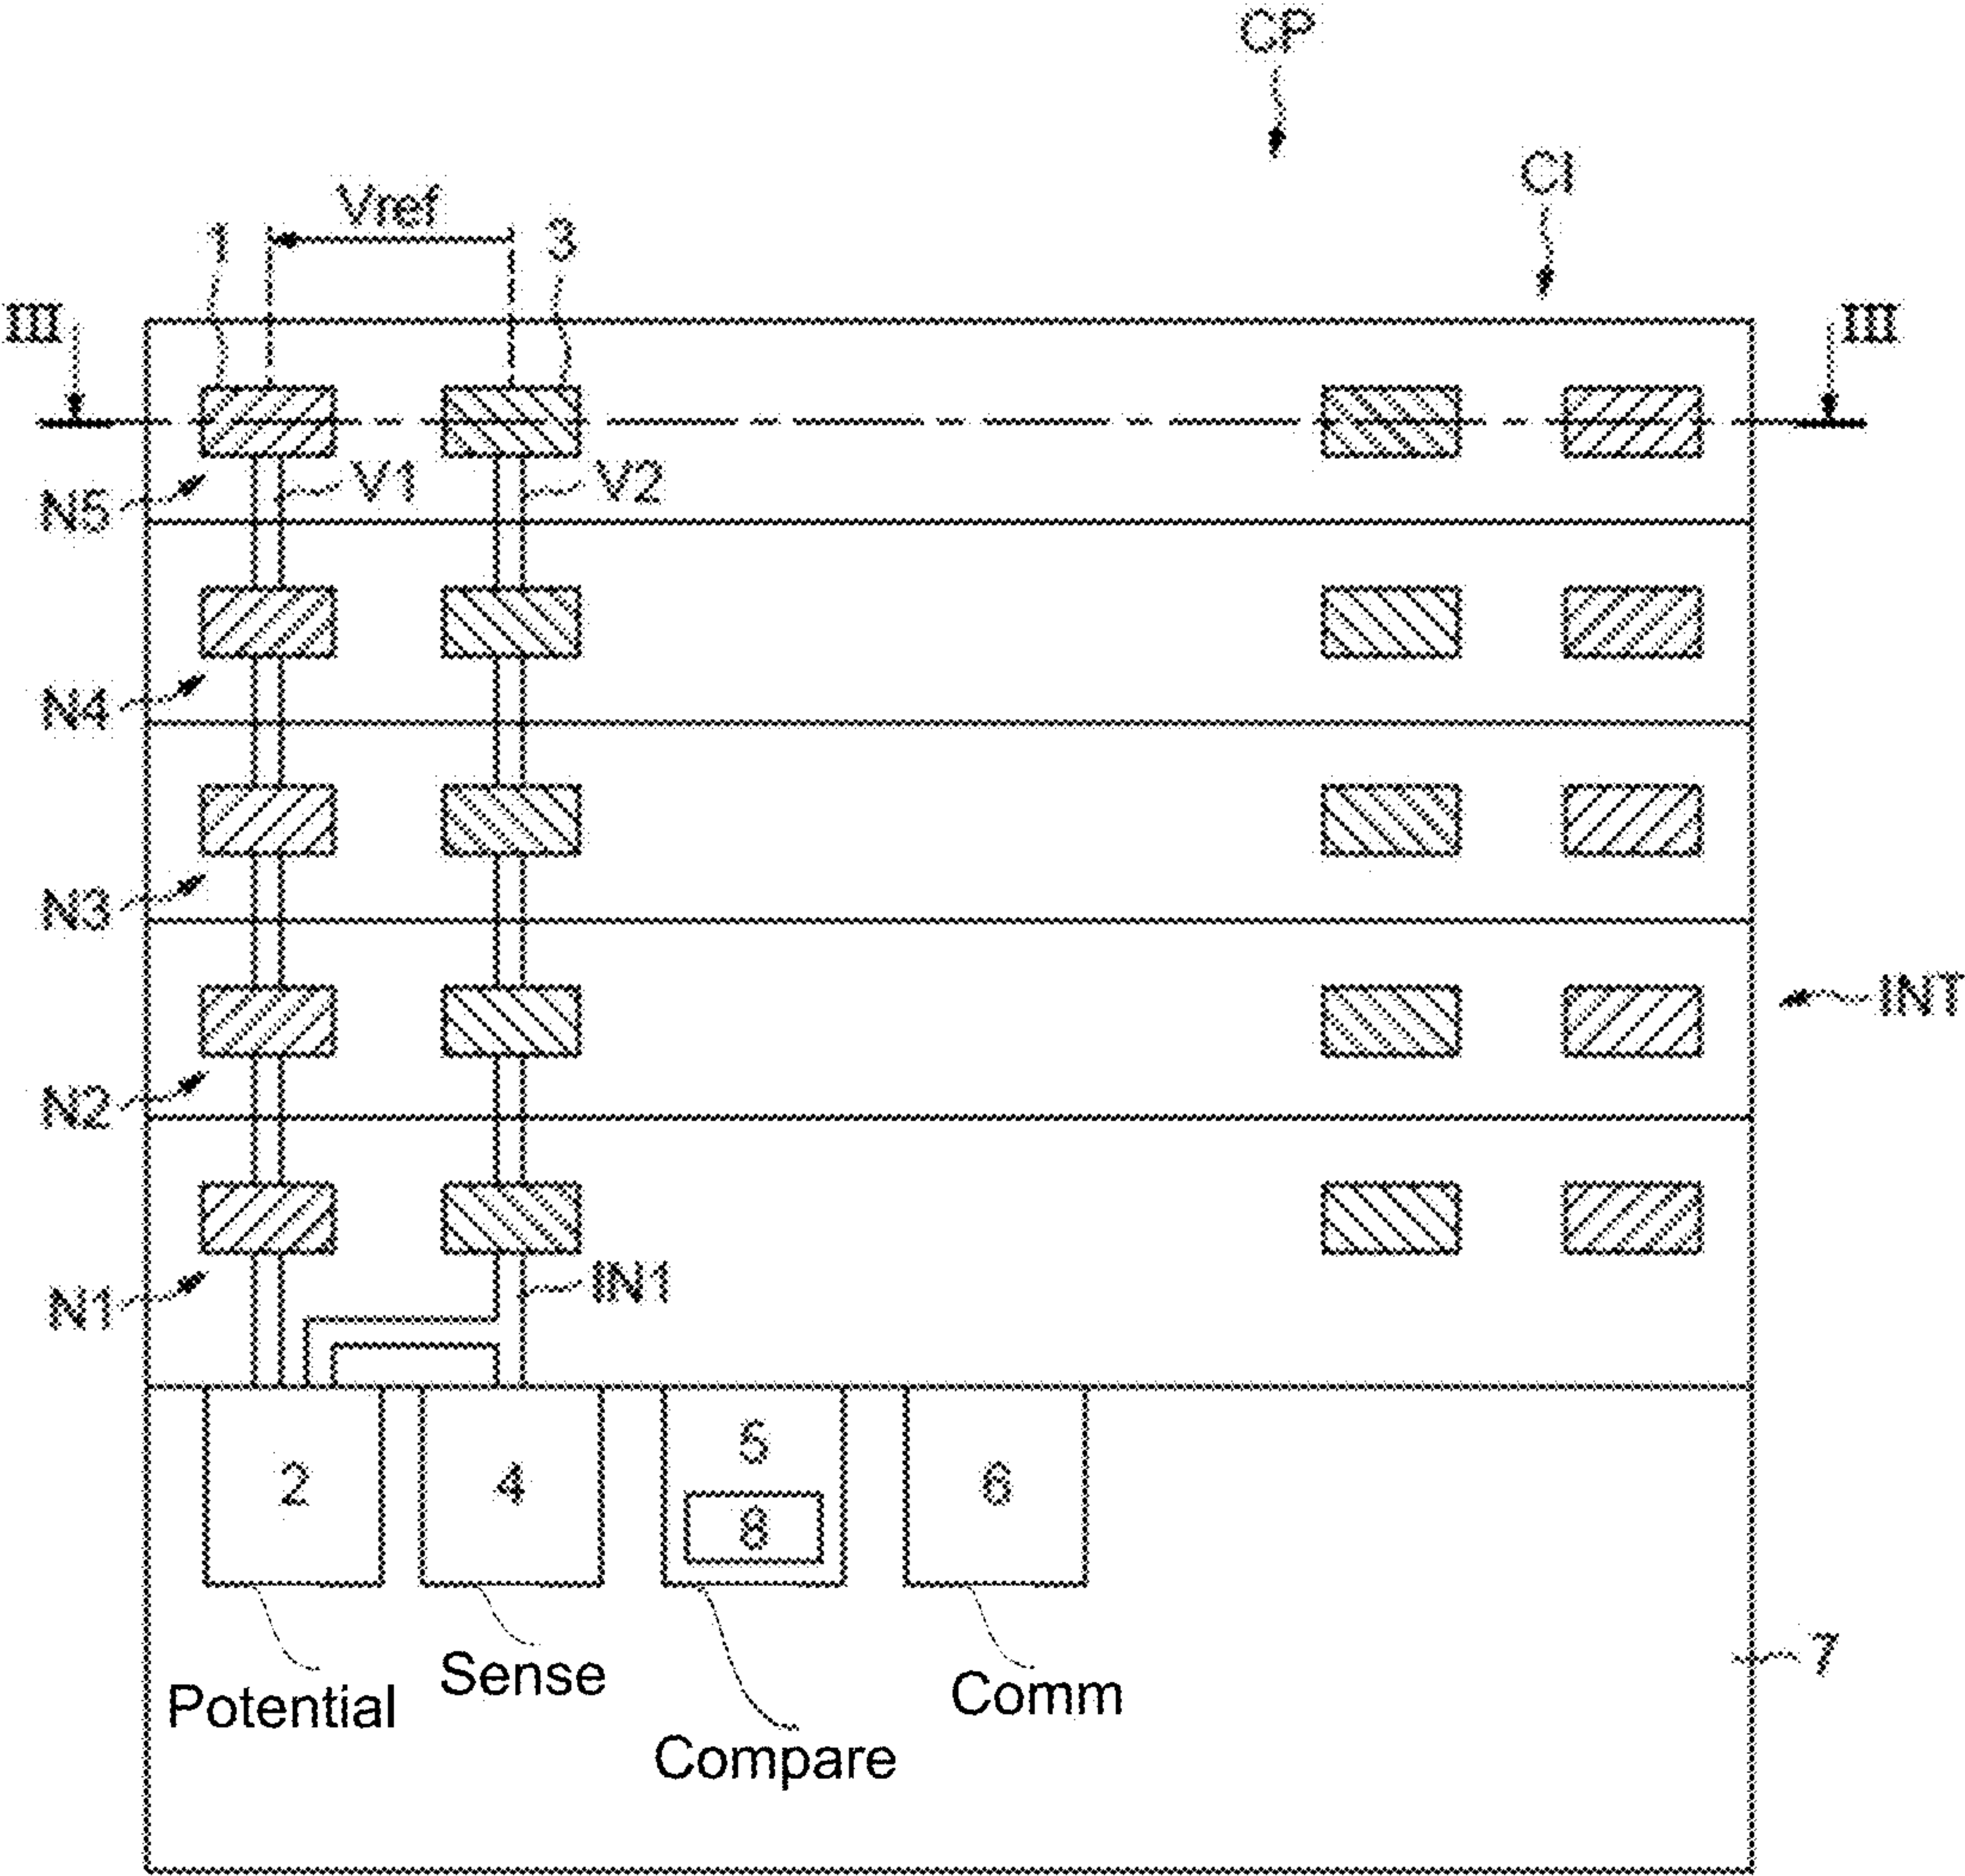 CP
CI
Vref
1
3
III
III
V1
V2
N5
N4
N3
INT
N2
IN1
N1
5
2
4
6
8
7
Sense
Potential
Comm
Compare